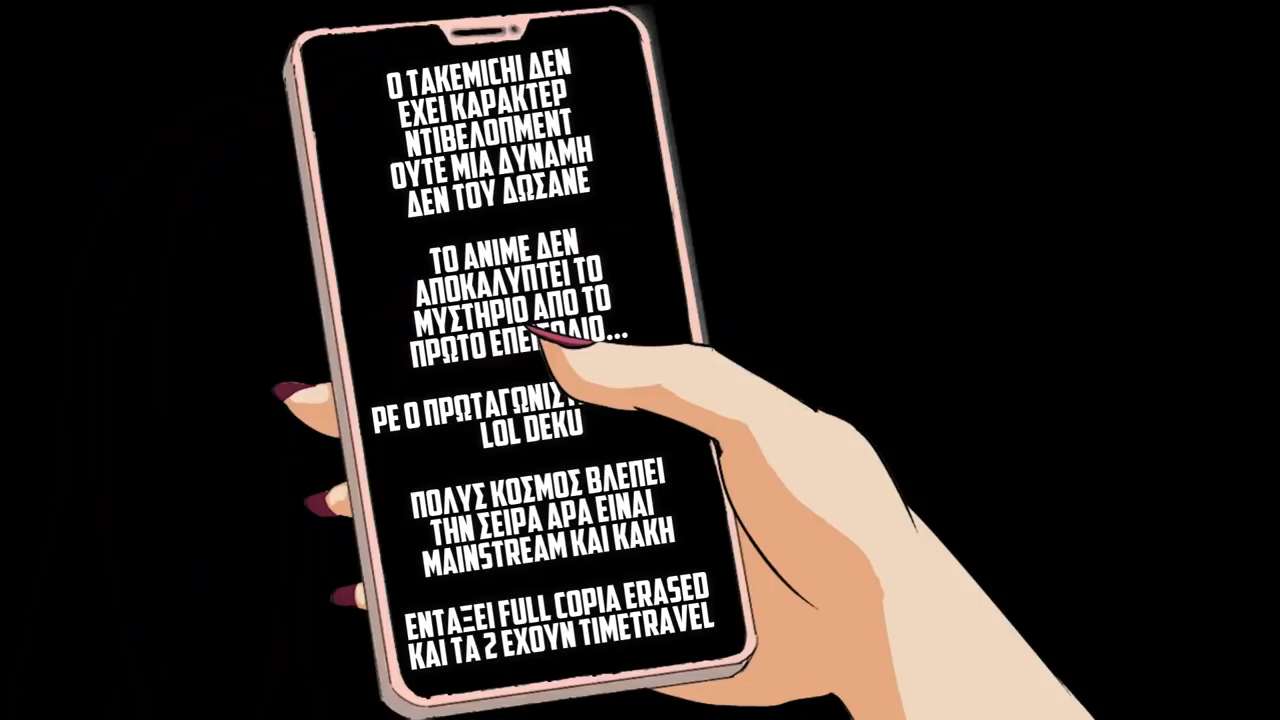 Ο TAKEMICHI ΔΕΝ
ΕΧΕΙ ΚΑΡΑΚΤΕΡ
ΝΤΙΒΕΛΟΠΜΕΝΤ
ΟΥΤΕ ΜΙΑ ΔΥΝΑΜΗ
ΔΕΝ ΤΟΥ ΔΩΣΑΝΕ
ΤΟ ΑΝΙΜΕ ΔΕΝ
ΑΠΟΚΑΛΥΠΤΕΙ ΤΟ
ΜΥΣΤΗΡΙΟ ΑΠΟ ΤΟ
ΠΡΩΤΟ
ΡΕ Ο
LOL DEKU
ΠΟΛΥΣ ΚΟΣΜΟΣ ΒΛΕΠΕΙ
ΤΗΝ ΣΕΙΡΑ ΑΡΑ ΕΙΝΑΙ
MAINSTREAM ΚΑΙ ΚΑΚΗ
ΕΝΤΑΞΕΙ FULL COPIA ERASED
ΚΑΙ ΤΑ 2 ΕΧΟΥΝ TIMETRAVEL